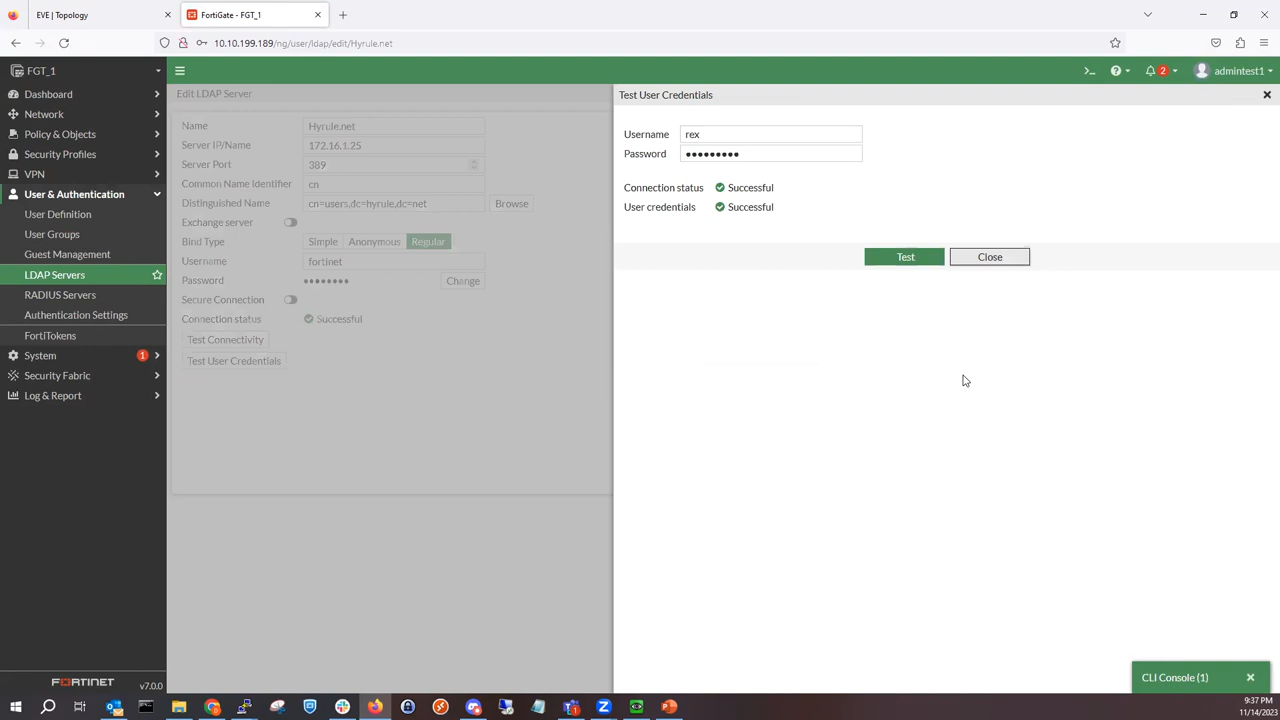 EVE | Topology
FortiGate - FGT_1
10.10.199.189/ng/user/ldap/edit/Hyrule.net
FGT_1
2
admintest1
Dashboard
Network
Policy & Objects
Security Profiles
VPN
User & Authentication
User Definition
User Groups
Guest Management
LDAP Servers
RADIUS Servers
Authentication Settings
FortiTokens
System
1
Security Fabric
Log & Report
FORTINET
v7.0.0
Edit LDAP Server
Name
Hyrule.net
Server IP/Name
172.16.1.25
Server Port
389
Common Name Identifier
cn
Distinguished Name
cn=users,dc=hyrule,dc=net
Browse
Exchange server
Bind Type
Simple
Anonymous
Regular
Username
fortinet
Password
••••••••
Change
Secure Connection
Connection status
Successful
Test Connectivity
Test User Credentials
Test User Credentials
Username
rex
Password
•••••••••
Connection status
Successful
User credentials
Successful
Test
Close
CLI Console (1)
9:37 PM
11/14/2023